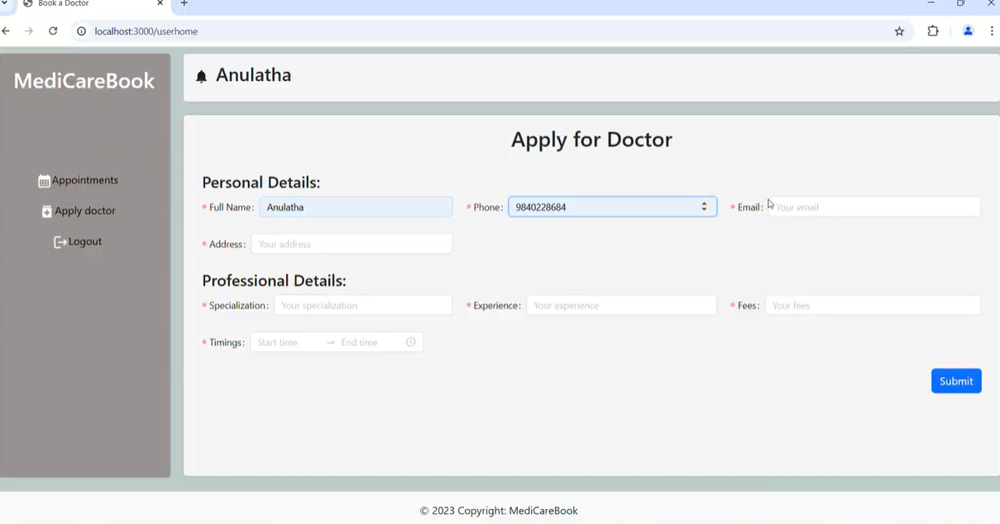 Book a Doctor
localhost:3000/userhome
MediCareBook
Anulatha
Appointments
Apply doctor
Logout
Apply for Doctor
Personal Details:
* Full Name: Anulatha * Phone: 9840228684 * Email: Your email
* Address: Your address
Professional Details:
* Specialization: Your specialization * Experience: Your experience * Fees: Your fees
* Timings: Start time → End time
Submit
© 2023 Copyright: MediCareBook